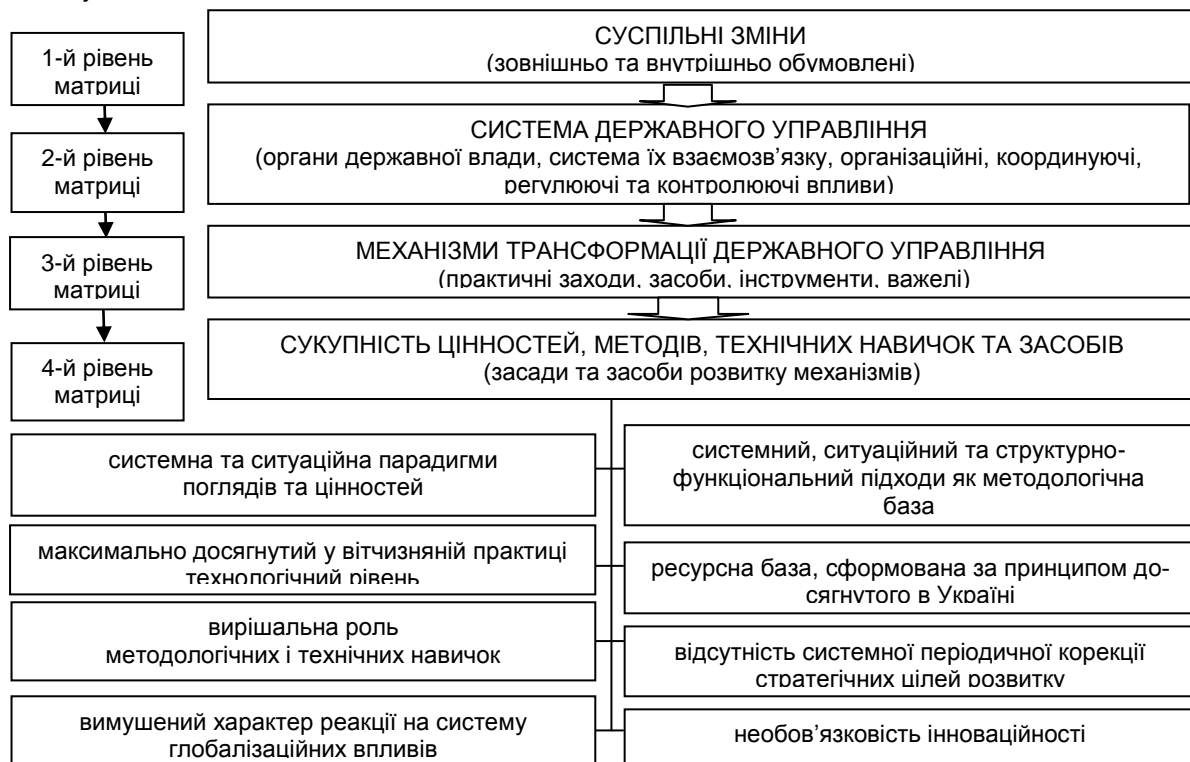 1-й рівень
матриці
СУСПІЛЬНІ ЗМІНИ
(зовнішньо та внутрішньо обумовлені)
2-й рівень
матриці
СИСТЕМА ДЕРЖАВНОГО УПРАВЛІННЯ
(органи державної влади, система їх взаємозв’язку, організаційні, координуючі,
регулюючі та контролюючі впливи)
3-й рівень
матриці
МЕХАНІЗМИ ТРАНСФОРМАЦІЇ ДЕРЖАВНОГО УПРАВЛІННЯ
(практичні заходи, засоби, інструменти, важелі)
4-й рівень
матриці
СУКУПНІСТЬ ЦІННОСТЕЙ, МЕТОДІВ, ТЕХНІЧНИХ НАВИЧОК ТА ЗАСОБІВ
(засади та засоби розвитку механізмів)
системна та ситуаційна парадигми
поглядів та цінностей
системний, ситуаційний та структурно-
функціональний підходи як методологічна
база
максимально досягнутий у вітчизняній практиці
технологічний рівень
ресурсна база, сформована за принципом до-
сягнутого в Україні
вирішальна роль
методологічних і технічних навичок
відсутність системної періодичної корекції
стратегічних цілей розвитку
вимушений характер реакції на систему
глобалізаційних впливів
необов’язковість інноваційності